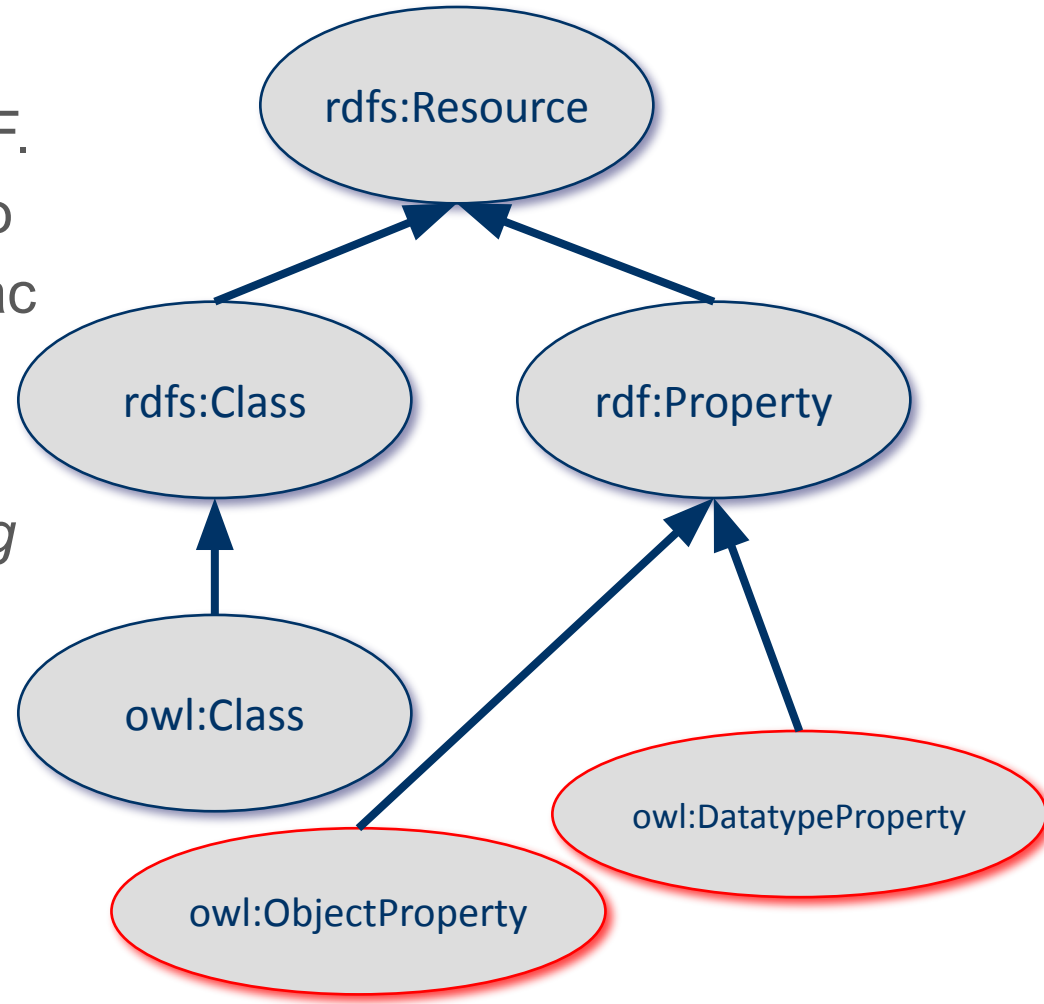 rdfs:Resource
F.
rdfs:Class
rdf:Property
owl:Class
owl:DatatypeProperty
owl:ObjectProperty